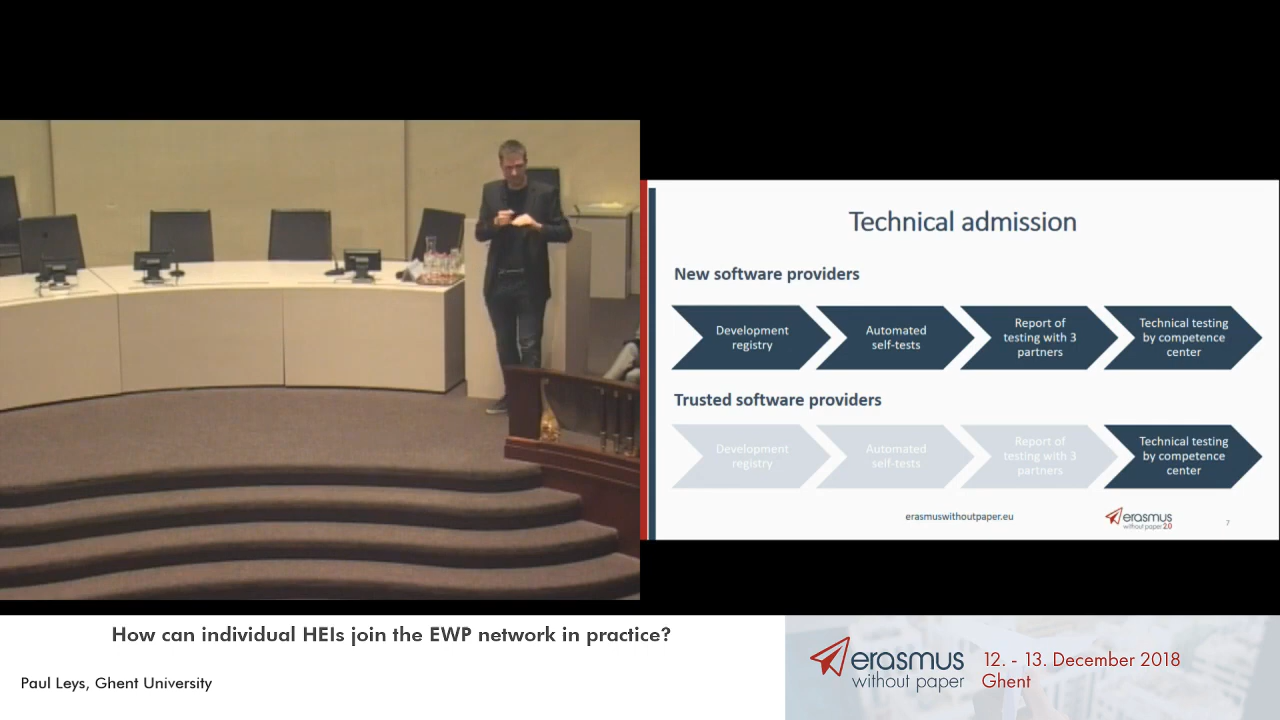 Technical admission
New software providers
Development
registry
Automated
self-tests
Report of
testing with 3
partners
Technical testing
by competence
center
Trusted software providers
Development
registry
Automated
self-tests
Report of
testing with 3
partners
Technical testing
by competence
center
erasmuswithoutpaper.eu
erasmus
without paper 2.0
7
How can individual HEIs join the EWP network in practice?
Paul Leys, Ghent University
erasmus
without paper
12. - 13. December 2018
Ghent